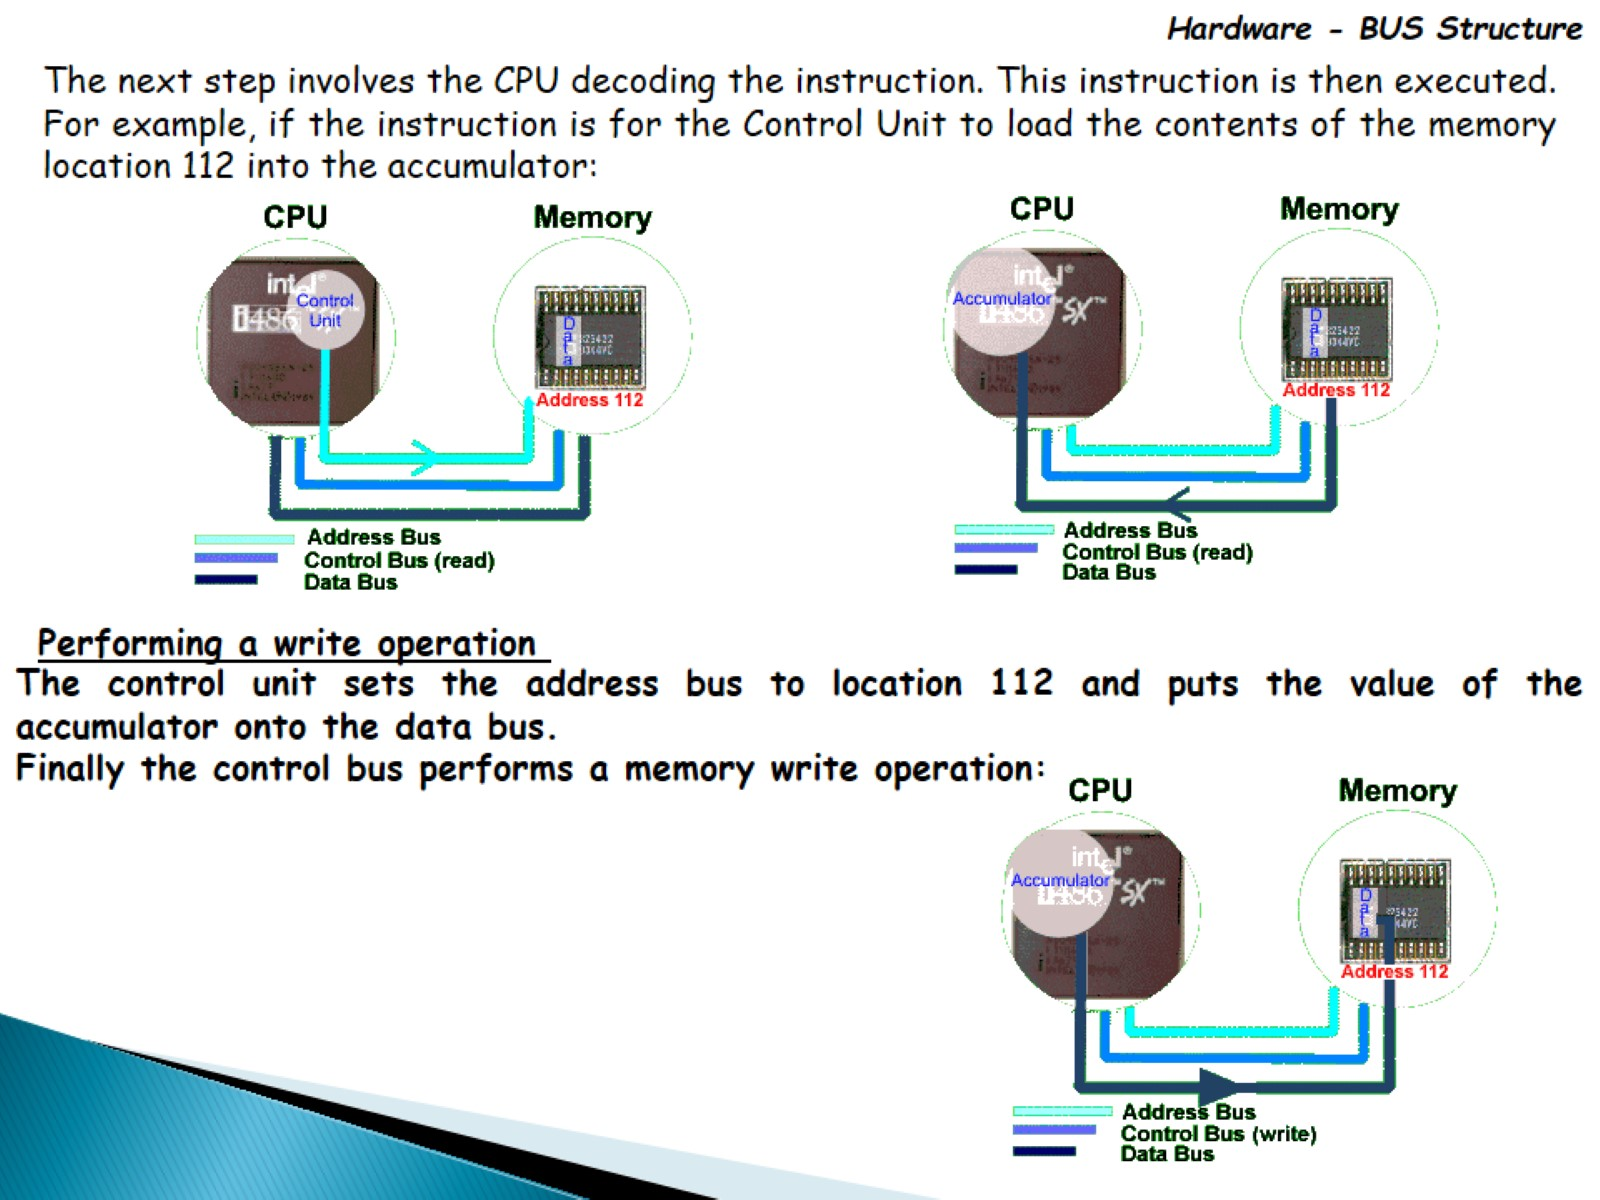 Hardware - BUS Structure
The next step involves the CPU decoding the instruction. This instruction is then executed.
For example, if the instruction is for the Control Unit to load the contents of the memory
location 112 into the accumulator:
CPU
Memory
intel®
i486
Control
Unit
Data
Address 112
Address Bus
Control Bus (read)
Data Bus
CPU
Memory
intel®
Accumulator
i486 SX™
Data
Address 112
Address Bus
Control Bus (read)
Data Bus
Performing a write operation
The control unit sets the address bus to location 112 and puts the value of the
accumulator onto the data bus.
Finally the control bus performs a memory write operation:
CPU
Memory
intel®
Accumulator
i486 SX™
Data
Address 112
Address Bus
Control Bus (write)
Data Bus